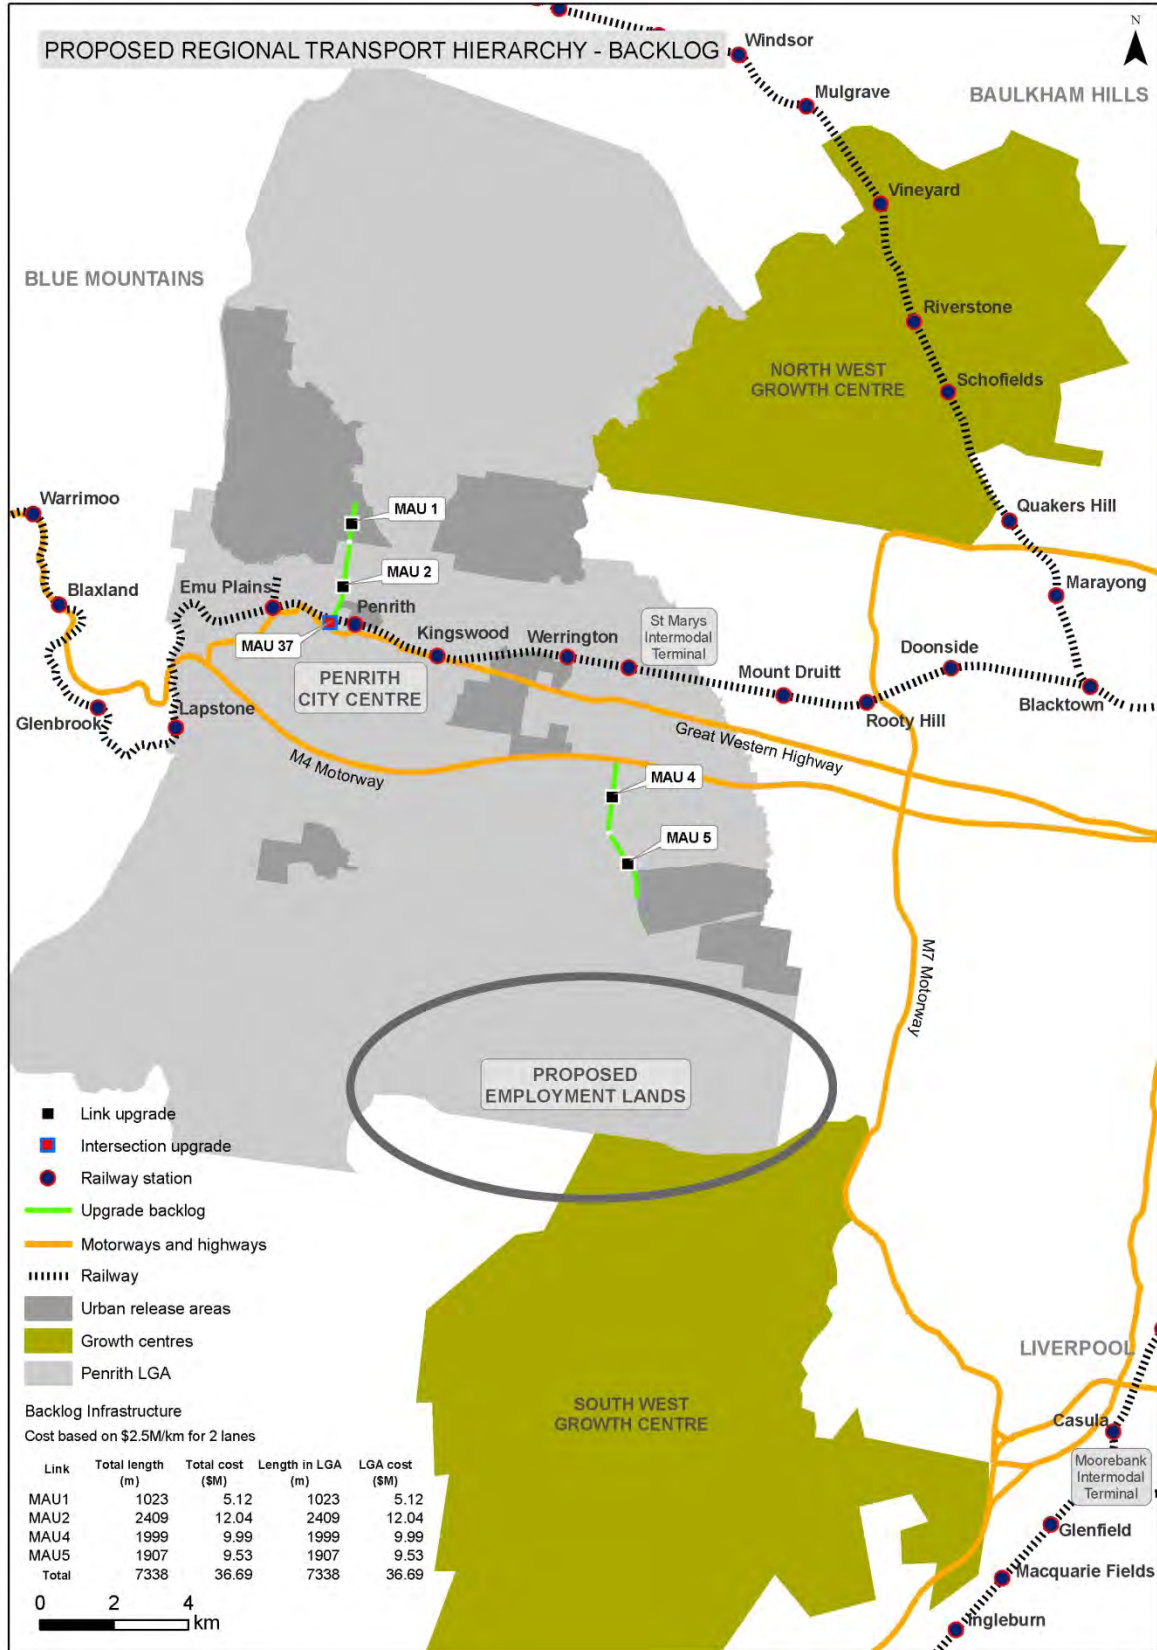 PROPOSED REGIONAL TRANSPORT HIERARCHY - BACKLOG
N
Windsor
Mulgrave
BAULKHAM HILLS
Vineyard
BLUE MOUNTAINS
Riverstone
NORTH WEST
GROWTH CENTRE
Schofields
Warrimoo
MAU 1
Quakers Hill
MAU 2
Blaxland
Emu Plains
Marayong
Penrith
MAU 37
Kingswood
Werrington
St Marys
Intermodal
Terminal
Doonside
PENRITH
CITY CENTRE
Mount Druitt
Glenbrook
Lapstone
Rooty Hill
Blacktown
Great Western Highway
M4 Motorway
MAU 4
MAU 5
M7 Motorway
PROPOSED
EMPLOYMENT LANDS
Link upgrade
Intersection upgrade
Railway station
Upgrade backlog
Motorways and highways
Railway
Urban release areas
Growth centres
Penrith LGA
LIVERPOOL
SOUTH WEST
GROWTH CENTRE
Casula
Moorebank
Intermodal
Terminal
Glenfield
Macquarie Fields
Ingleburn
Backlog Infrastructure
Cost based on $2.5M/km for 2 lanes
Link Total length (m) Total cost ($M) Length in LGA (m) LGA cost ($M)
MAU1 1023 5.12 1023 5.12
MAU2 2409 12.04 2409 12.04
MAU4 1999 9.99 1999 9.99
MAU5 1907 9.53 1907 9.53
Total 7338 36.69 7338 36.69
0 2 4
km